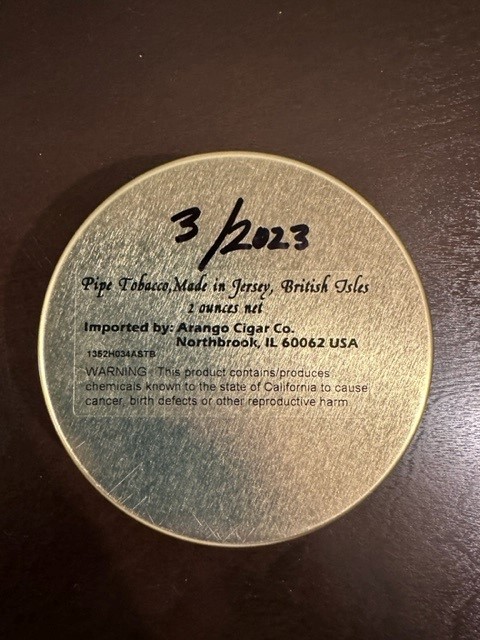 3/2023
Pipe Tobacco,Made in Jersey, British Isles
2 ounces net
Imported by: Arango Cigar Co.
Northbrook, IL 60062 USA
1352H034ASTB
WARNING: This product contains/produces
chemicals known to the state of California to cause
cancer, birth defects or other reproductive harm